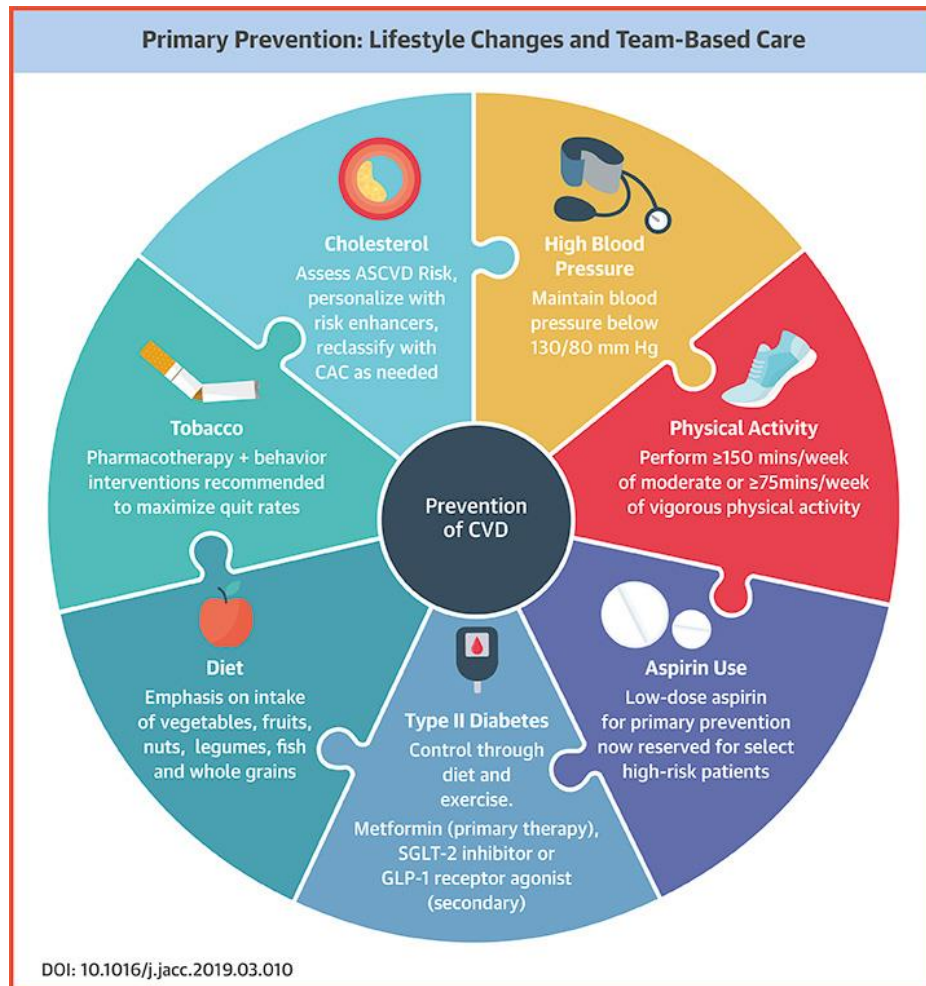 Primary Prevention: Lifestyle Changes and Team-Based Care
Cholesterol
Assess ASCVD Risk,
personalize with
risk enhancers,
reclassify with
CAC as needed
High Blood
Pressure
Maintain blood
pressure below
130/80 mm Hg
Tobacco
Pharmacotherapy + behavior
interventions recommended
to maximize quit rates
Physical Activity
Perform ≥150 mins/week
of moderate or ≥75mins/week
of vigorous physical activity
Prevention
of CVD
Diet
Emphasis on intake
of vegetables, fruits,
nuts, legumes, fish
and whole grains
Type II Diabetes
Control through
diet and
exercise.
Metformin (primary therapy),
SGLT-2 inhibitor or
GLP-1 receptor agonist
(secondary)
Aspirin Use
Low-dose aspirin
for primary prevention
now reserved for select
high-risk patients
DOI: 10.1016/j.jacc.2019.03.010